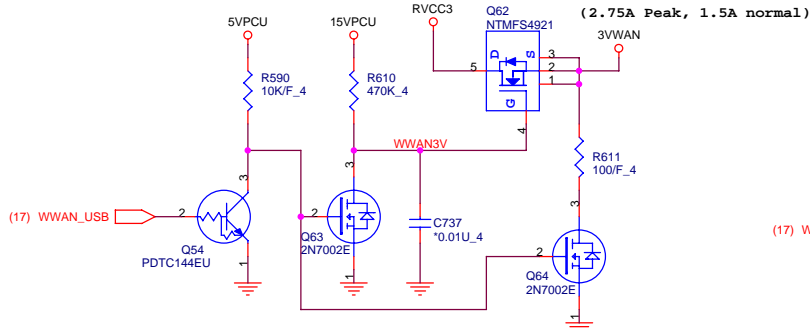 Q62
NTMFS4921
(2.75A Peak, 1.5A normal)
5VPCU
15VPCU
RVCC3
3VWAN
D
S
G
5
3
2
1
4
R590
10K/F_4
R610
470K_4
WWAN3V
R611
100/F_4
(17) WWAN_USB
2
3
1
Q54
PDTC144EU
2
3
1
Q63
2N7002E
C737
*0.01U_4
2
3
1
Q64
2N7002E
(17) W